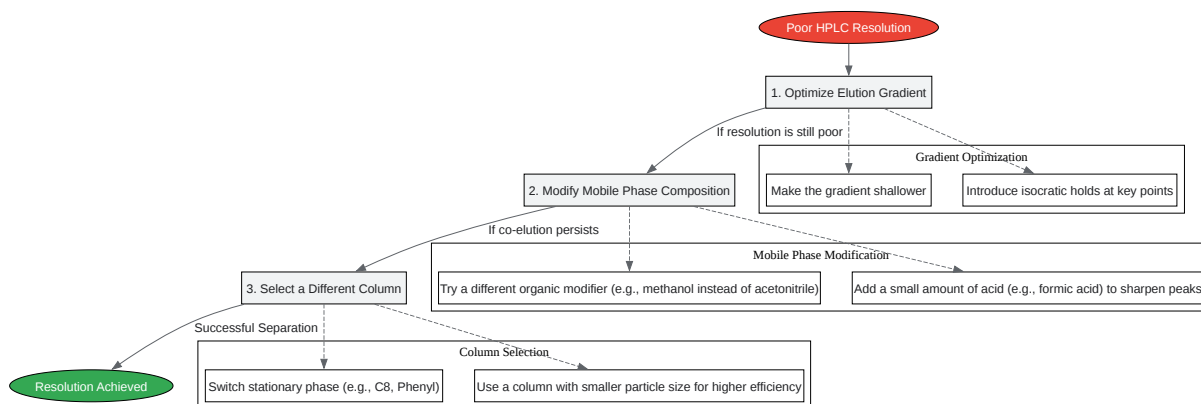 Poor HPLC Resolution
1. Optimize Elution Gradient
If resolution is still poor
Gradient Optimization
Make the gradient shallower
Introduce isocratic holds at key points
2. Modify Mobile Phase Composition
If co-elution persists
Mobile Phase Modification
Try a different organic modifier (e.g., methanol instead of acetonitrile)
Add a small amount of acid (e.g., formic acid) to sharpen peaks
3. Select a Different Column
Successful Separation
Column Selection
Resolution Achieved
Switch stationary phase (e.g., C8, Phenyl)
Use a column with smaller particle size for higher efficiency